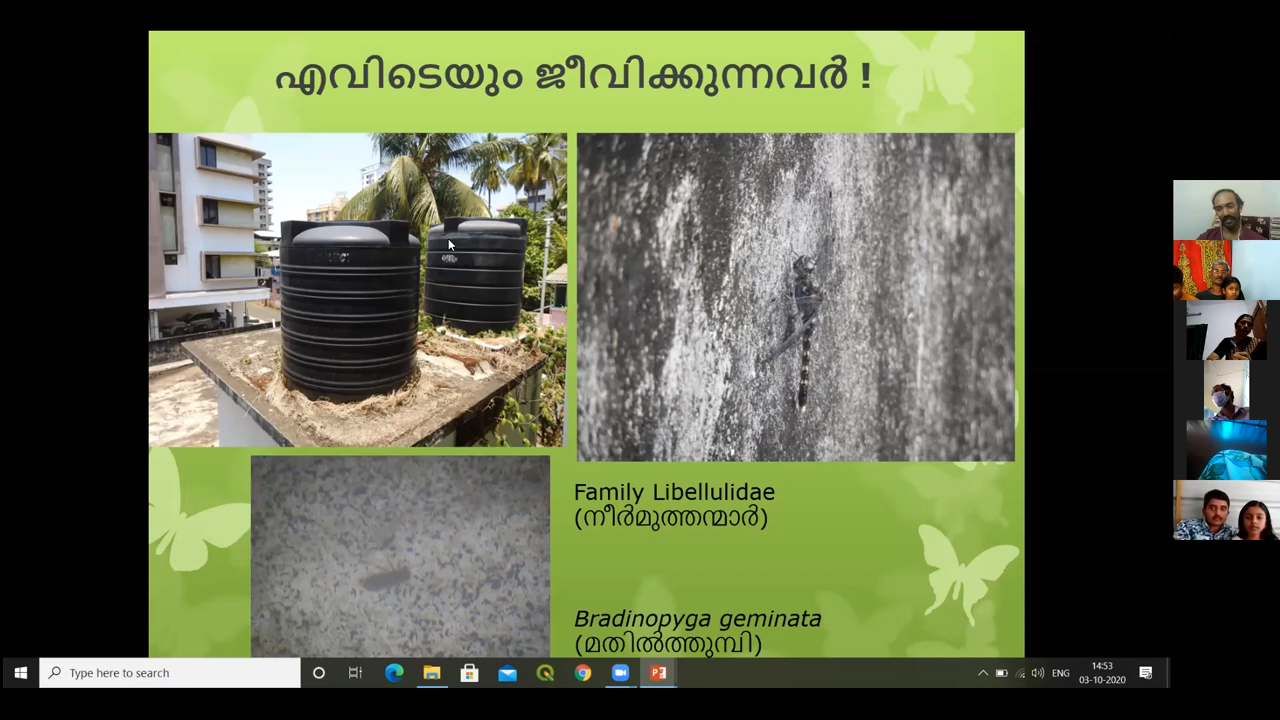 എവിടെയും ജീവിക്കുന്നവർ !
Family Libellulidae
(നീർമുത്തന്മാർ)
Bradinopyga geminata
(മതിൽത്തുമ്പി)
Type here to search
ENG
14:53
03-10-2020